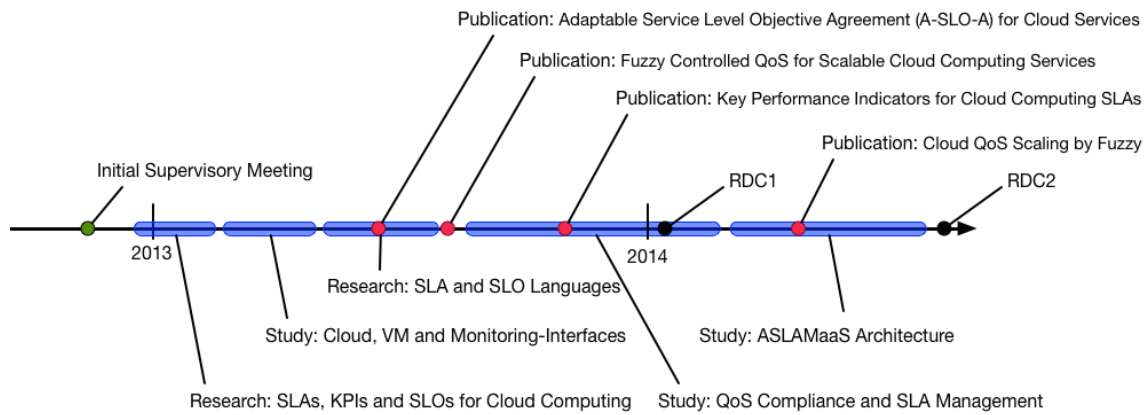 Publication: Adaptable Service Level Objective Agreement (A-SLO-A) for Cloud Services
Publication: Fuzzy Controlled QoS for Scalable Cloud Computing Services
Publication: Key Performance Indicators for Cloud Computing SLAs
Publication: Cloud QoS Scaling by Fuzzy
Initial Supervisory Meeting
RDC1
RDC2
2013
2014
Research: SLA and SLO Languages
Study: Cloud, VM and Monitoring-Interfaces
Study: ASLAMaaS Architecture
Research: SLAs, KPIs and SLOs for Cloud Computing
Study: QoS Compliance and SLA Management